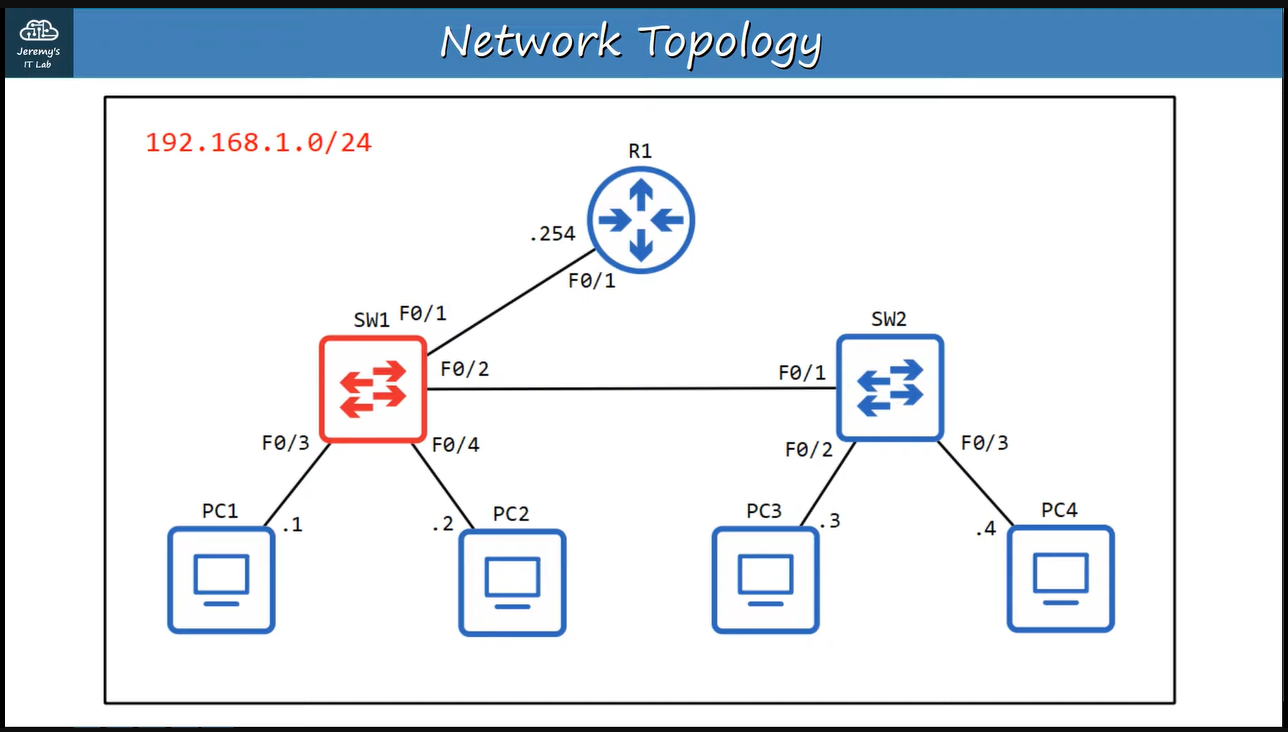 Jeremy's
IT Lab
Network Topology
192.168.1.0/24
R1
.254
F0/1
SW1
F0/1
F0/2
F0/1
SW2
F0/3
F0/4
F0/2
F0/3
PC1
.1
.2
PC2
PC3
.3
.4
PC4